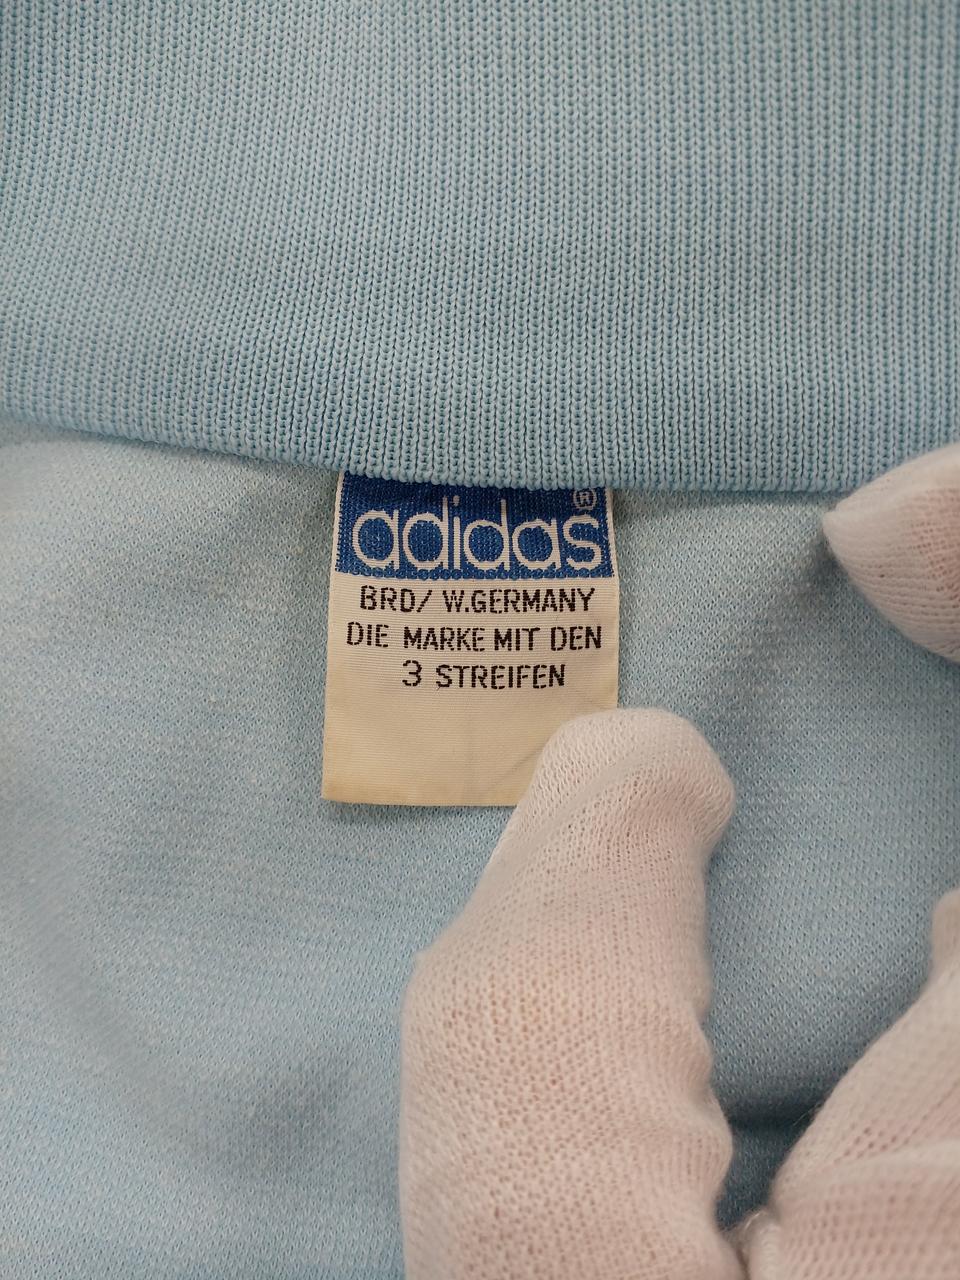 adidas®
BRD/ W.GERMANY
DIE MARKE MIT DEN
3 STREIFEN